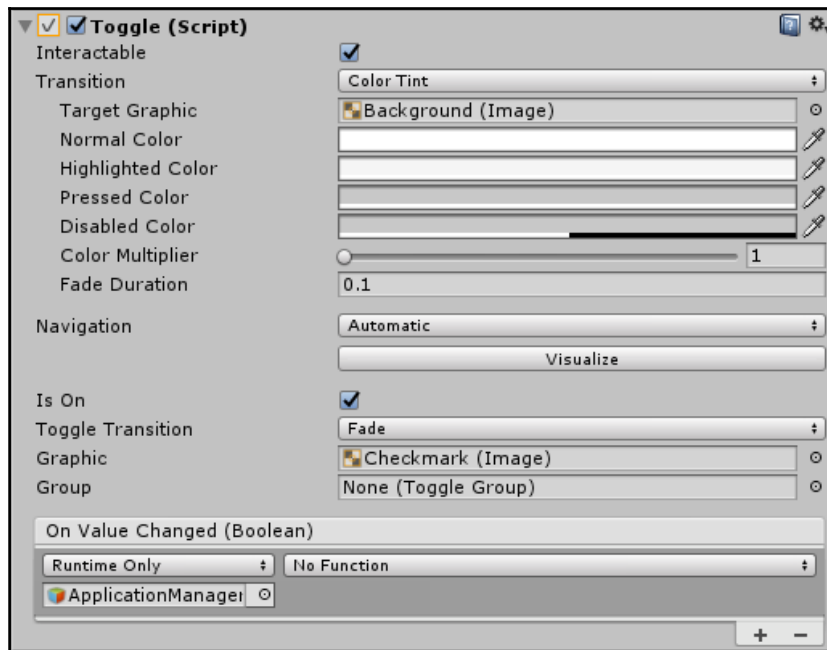 Toggle (Script)
Interactable
Transition Color Tint
Target Graphic Background (Image)
Normal Color
Highlighted Color
Pressed Color
Disabled Color
Color Multiplier 1
Fade Duration 0.1
Navigation Automatic
Visualize
Is On
Toggle Transition Fade
Graphic Checkmark (Image)
Group None (Toggle Group)
On Value Changed (Boolean)
Runtime Only No Function
ApplicationManager